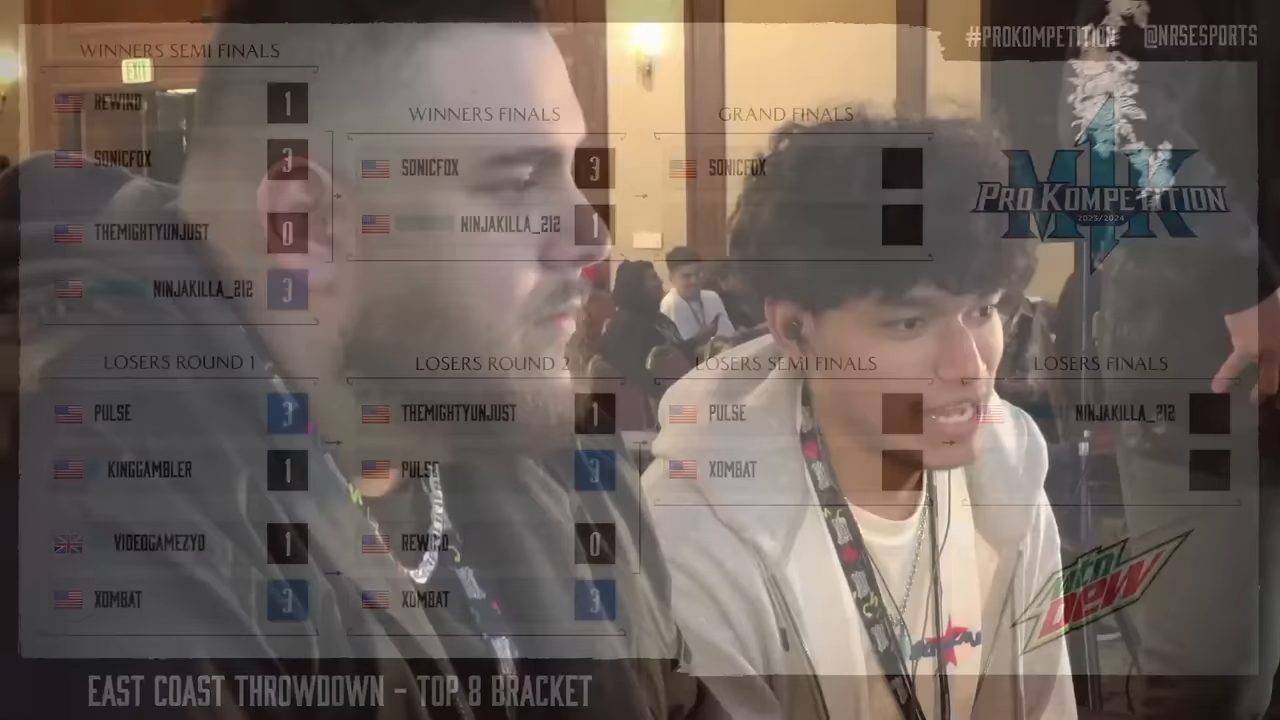 #PROKOMPETITION @NRSESPORTS
WINNERS SEMI FINALS
EXIT
REWIND 1
SONICFOX 3
THEMIGHTYUNJUST 0
NINJAKILLA_212 3
WINNERS FINALS
SONICFOX 3
NINJAKILLA_212 1
GRAND FINALS
SONICFOX
PRO KOMPETITION
2023/2024
LOSERS ROUND 1
PULSE 3
KINGGAMBLER 1
VIDEOGAMEZYO 1
XOMBAT 3
LOSERS ROUND 2
THEMIGHTYUNJUST 1
PULSE 3
REWIND 0
XOMBAT 3
LOSERS SEMI FINALS
PULSE
XOMBAT
LOSERS FINALS
NINJAKILLA_212
mtn
DEW
EAST COAST THROWDOWN - TOP 8 BRACKET